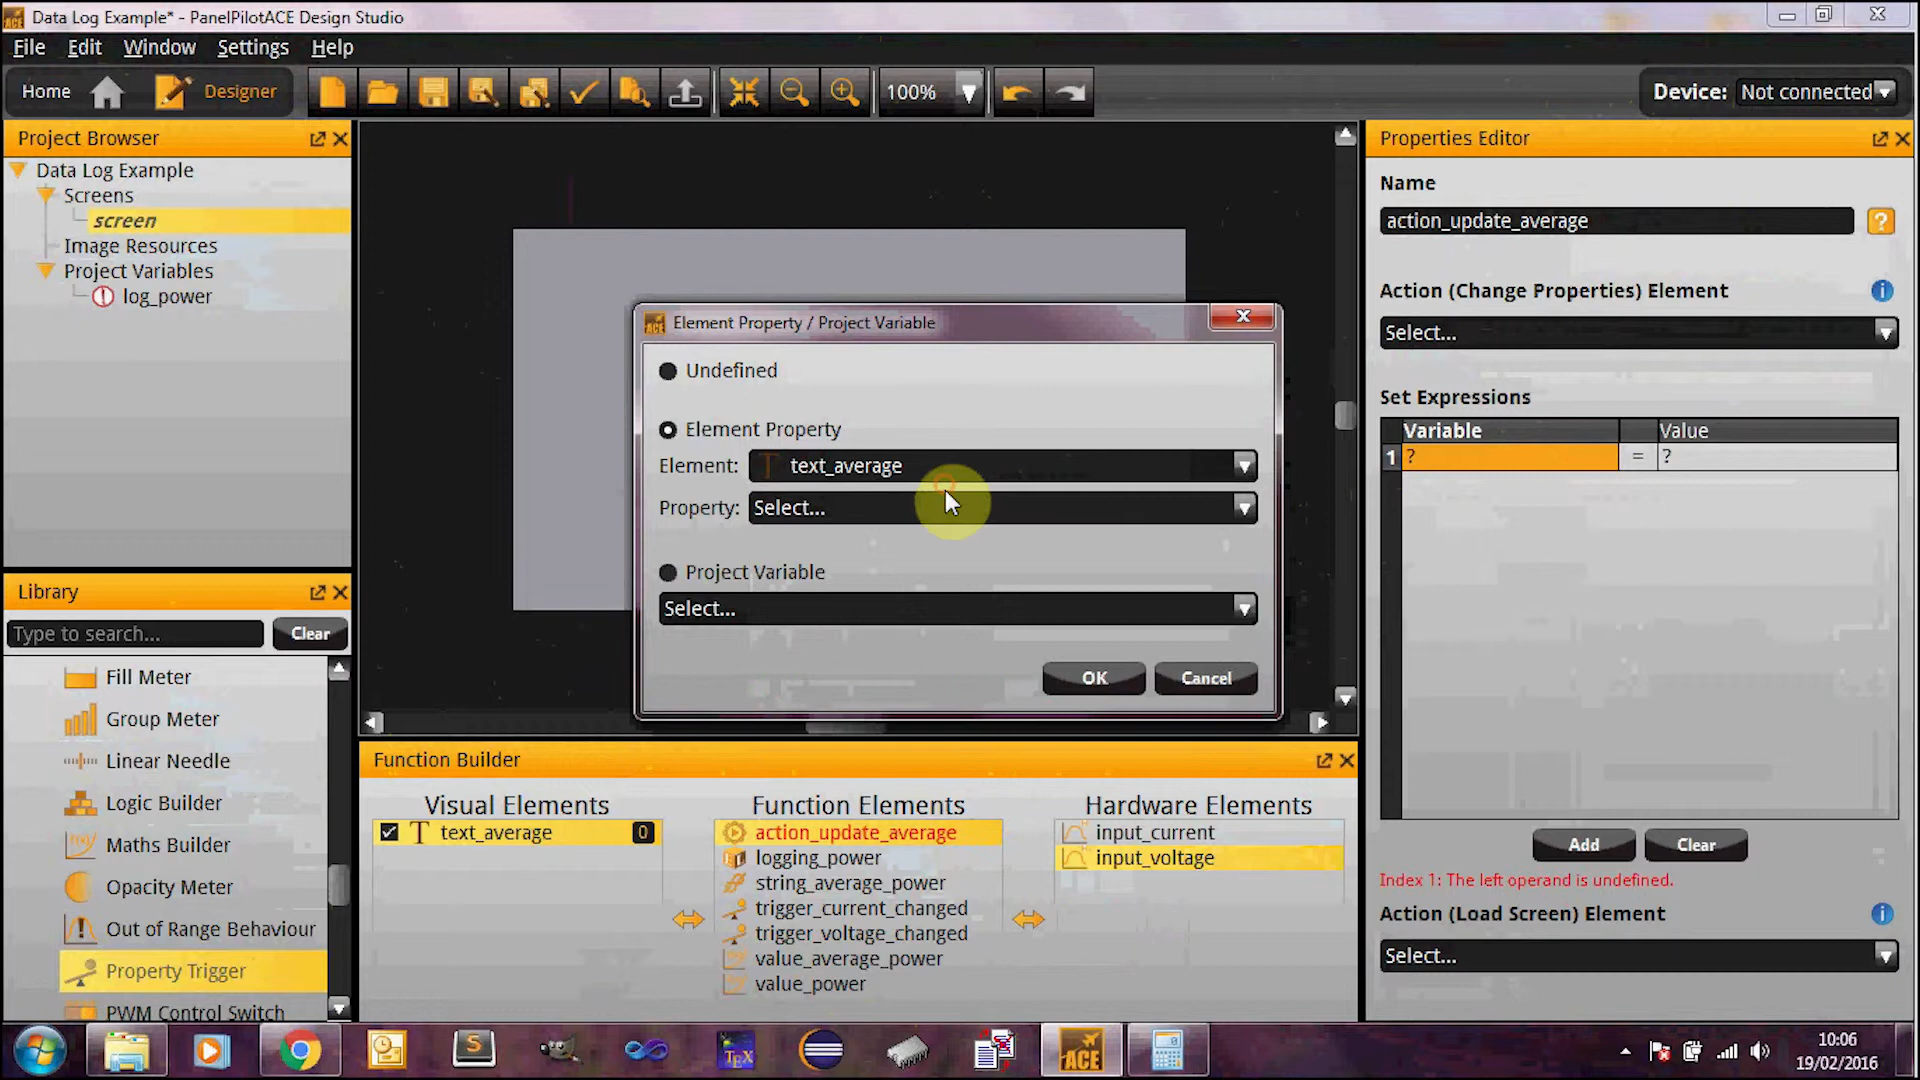 Data Log Example* - PanelPilotACE Design Studio
File Edit Window Settings Help
Home Designer 100% Device: Not connected
Project Browser
Data Log Example
Screens
screen
Image Resources
Project Variables
log_power
Library
Type to search... Clear
Fill Meter
Group Meter
Linear Needle
Logic Builder
Maths Builder
Opacity Meter
Out of Range Behaviour
Property Trigger
PWM Control Switch
Element Property / Project Variable
Undefined
Element Property
Element: text_average
Property: Select...
Project Variable
Select...
OK Cancel
Function Builder
Visual Elements
text_average 0
Function Elements
action_update_average
logging_power
string_average_power
trigger_current_changed
trigger_voltage_changed
value_average_power
value_power
Hardware Elements
input_current
input_voltage
Properties Editor
Name
action_update_average ?
Action (Change Properties) Element i
Select...
Set Expressions
Variable Value
1 ? = ?
Add Clear
Index 1: The left operand is undefined.
Action (Load Screen) Element i
Select...
S TEX ACE
10:06
19/02/2016